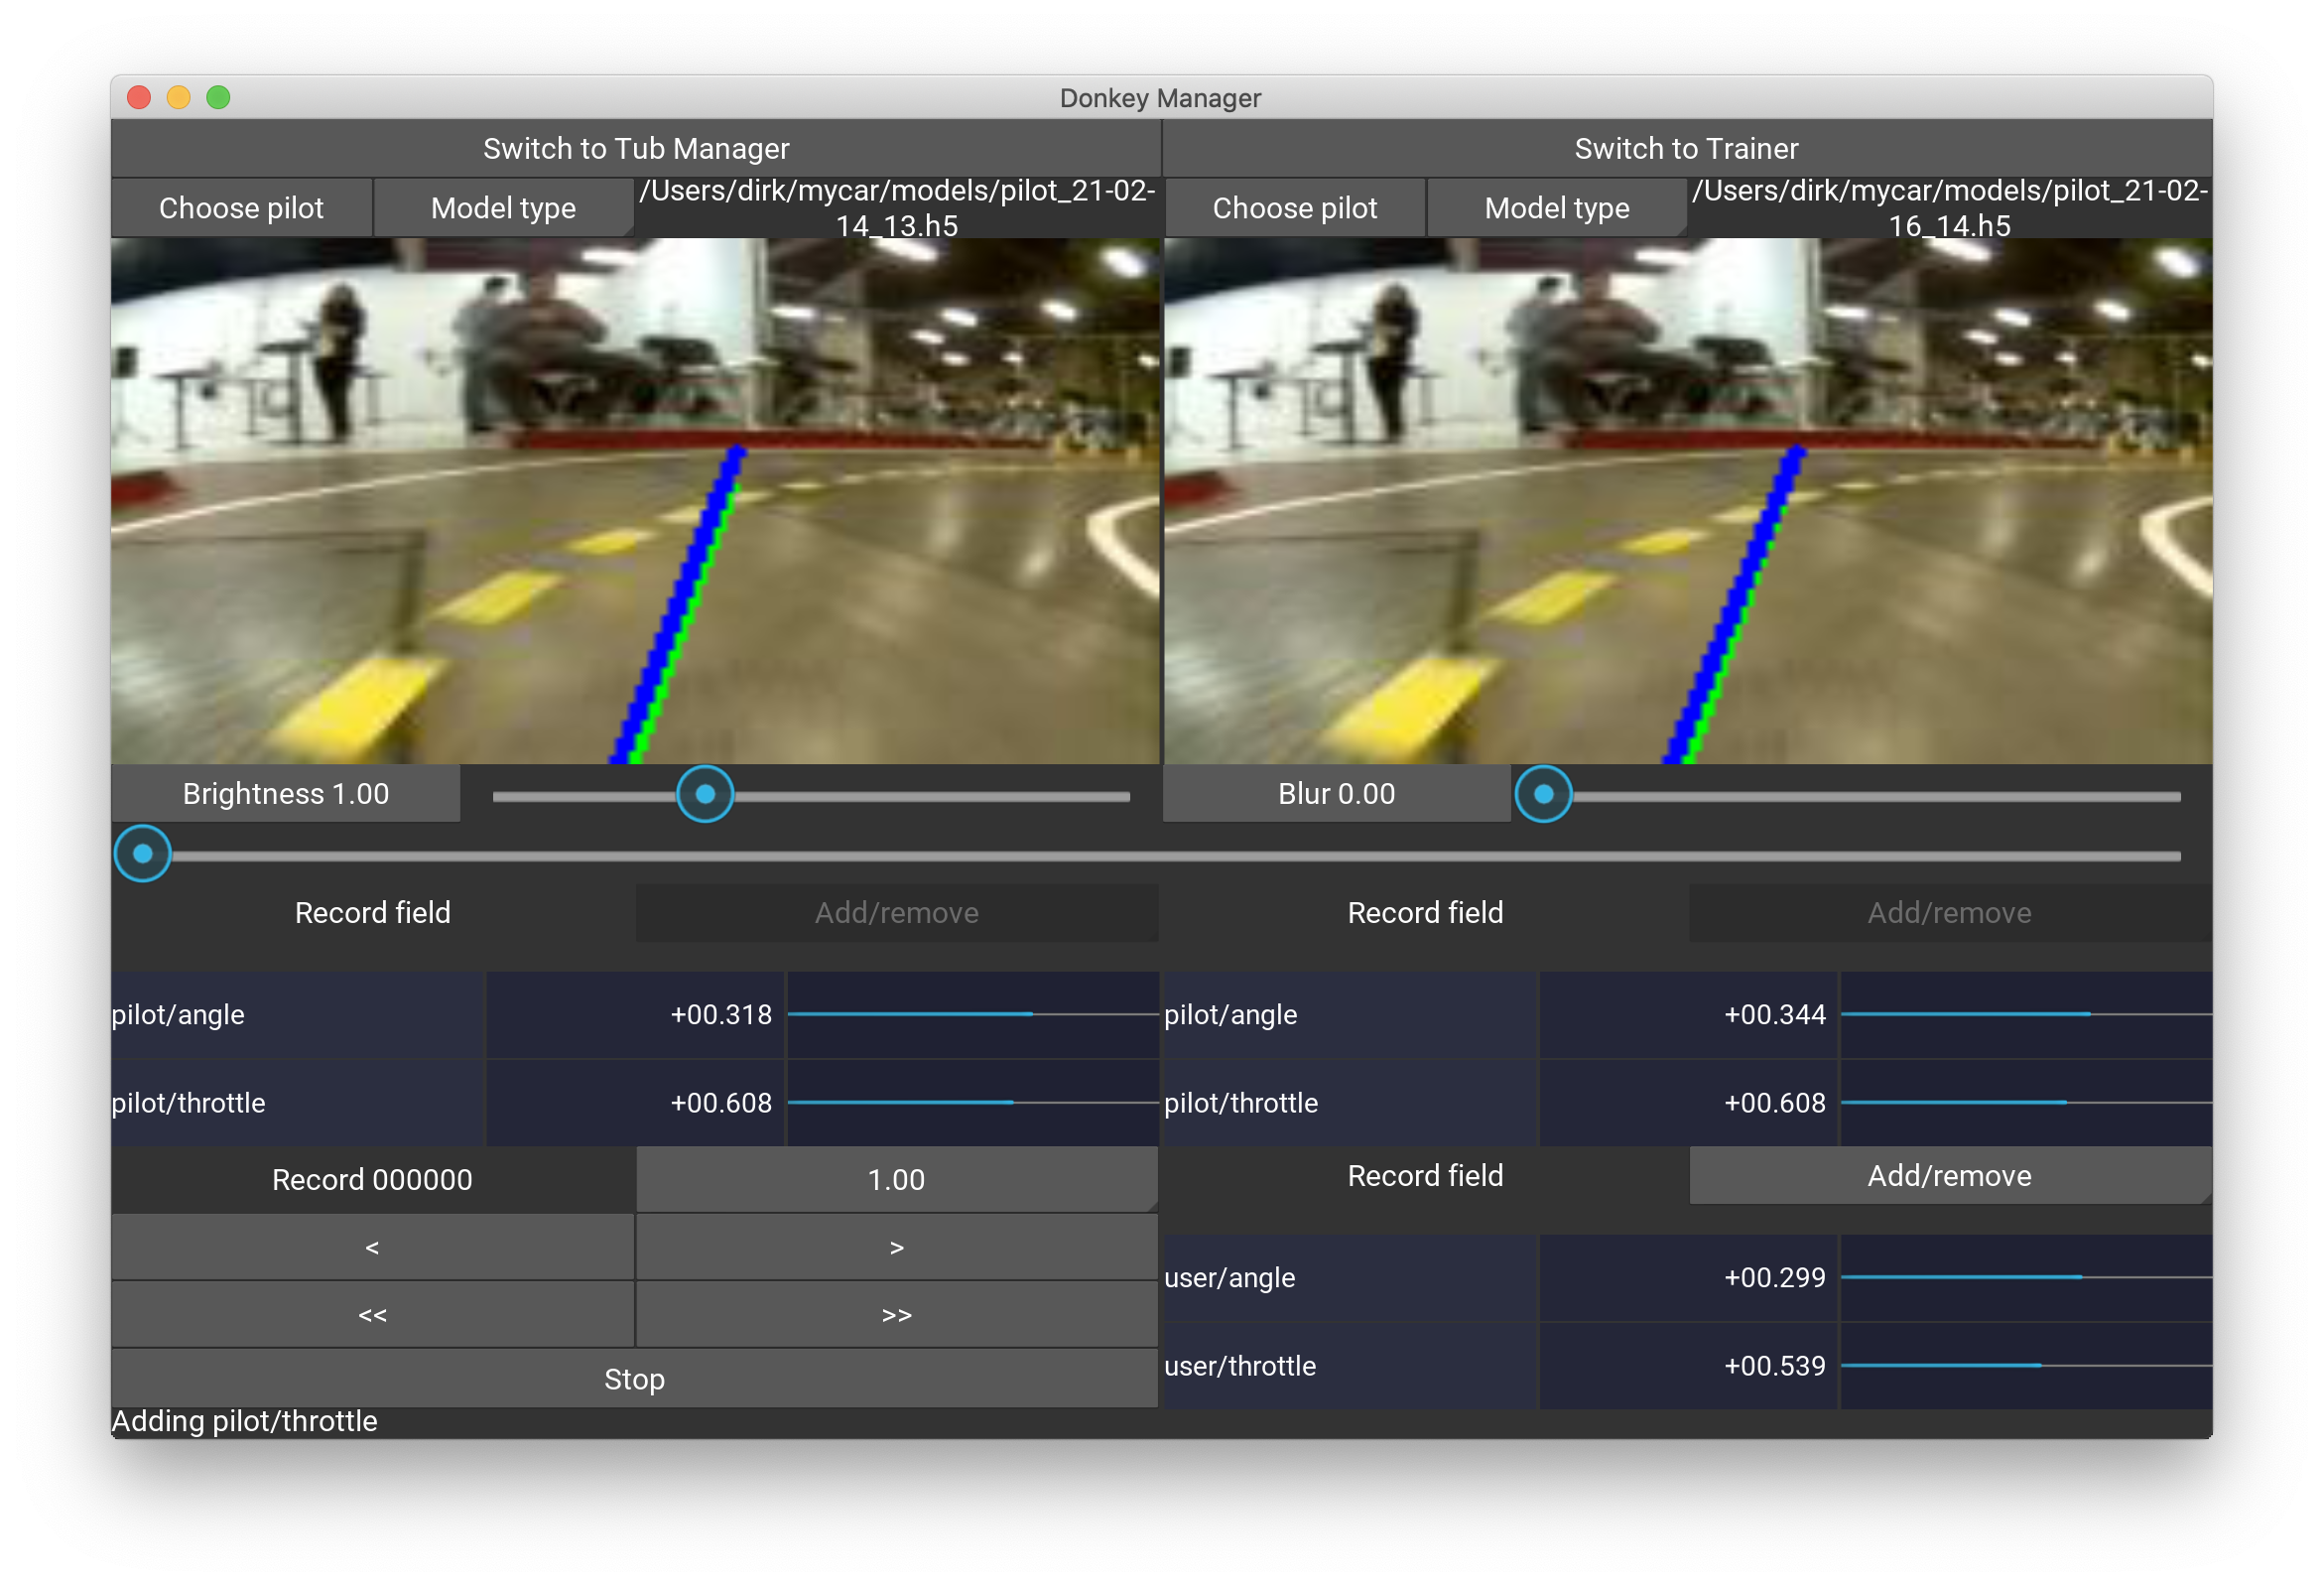 Donkey Manager
Switch to Tub Manager
Switch to Trainer
Choose pilot
Model type
/Users/dirk/mycar/models/pilot_21-02-
14_13.h5
Choose pilot
Model type
/Users/dirk/mycar/models/pilot_21-02-
16_14.h5
Brightness 1.00
Blur 0.00
Record field
Add/remove
Record field
Add/remove
pilot/angle
+00.318
pilot/angle
+00.344
pilot/throttle
+00.608
pilot/throttle
+00.608
Record 000000
1.00
Record field
Add/remove
<
>
<<
>>
Stop
user/angle
+00.299
user/throttle
+00.539
Adding pilot/throttle